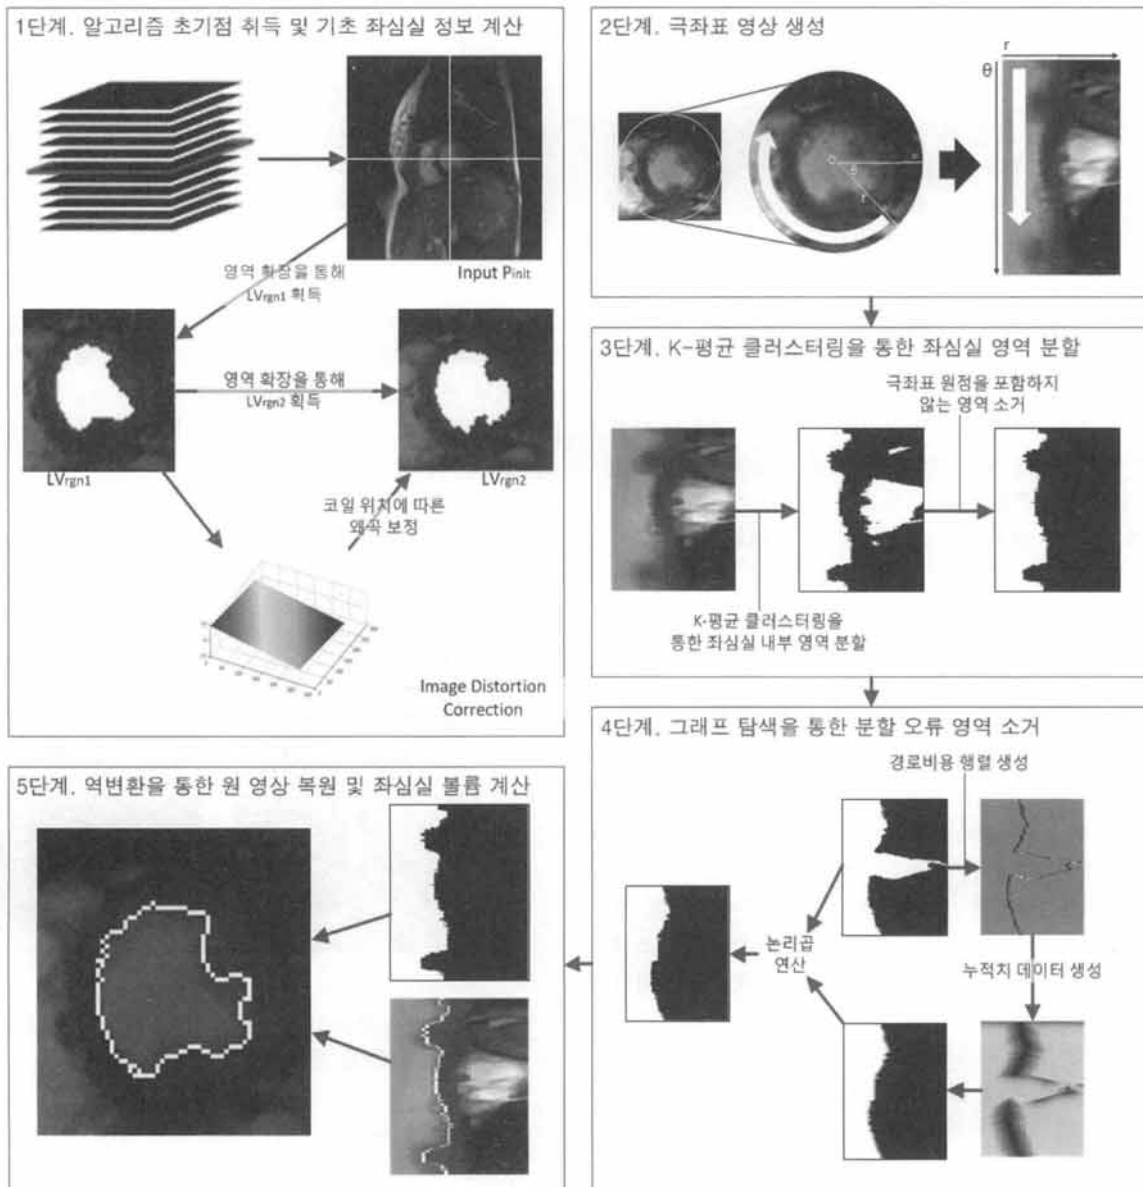 1단계. 알고리즘 초기점 취득 및 기초 좌심실 정보 계산
Input Pinit
영역 확장을 통해
LVrgn1 획득
영역 확장을 통해
LVrgn2 획득
LVrgn1
LVrgn2
코일 위치에 따른
왜곡 보정
Image Distortion
Correction
2단계. 극좌표 영상 생성
r
θ
θ
r
3단계. K-평균 클러스터링을 통한 좌심실 영역 분할
극좌표 원점을 포함하지
않는 영역 소거
K-평균 클러스터링을
통한 좌심실 내부 영역 분할
4단계. 그래프 탐색을 통한 분할 오류 영역 소거
경로비용 행렬 생성
논리곱
연산
누적치 데이터 생성
5단계. 역변환을 통한 원 영상 복원 및 좌심실 볼륨 계산